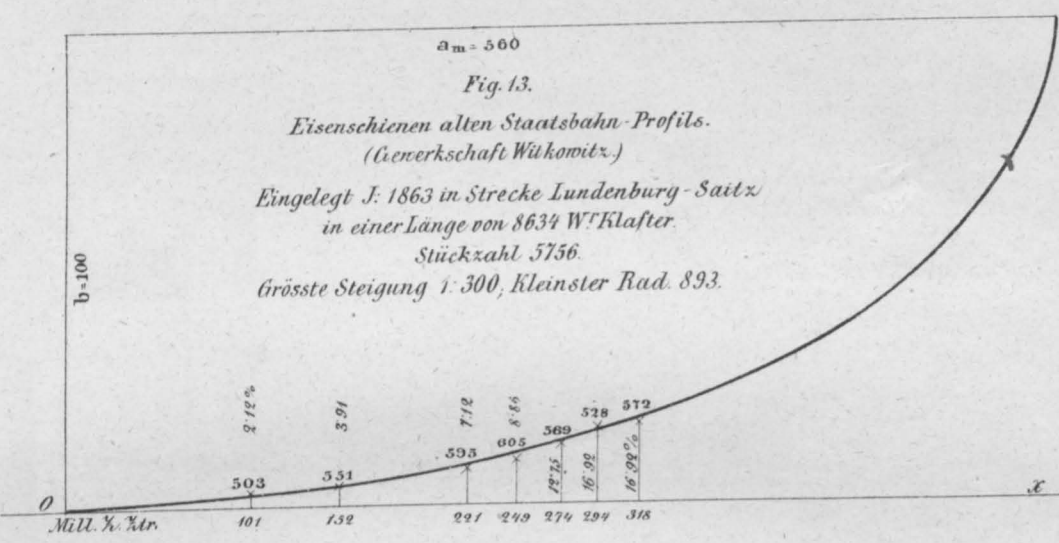 aₘ = 560
Fig. 13.
Eisenschienen alten Staatsbahn-Profils.
(Gewerkschaft Witkowitz.)
Eingelegt J: 1863 in Strecke Lundenburg-Saitz
in einer Länge von 8634 Wr Klafter.
Stückzahl 5756.
Grösste Steigung 1:300, Kleinster Rad. 893.
b=100
2·12% 3·91 7·12 8·86
503 531 595 605 569 528 572
12·75 16·92 16·92%
O x
Mill. Ztr. 101 152 221 249 274 294 318